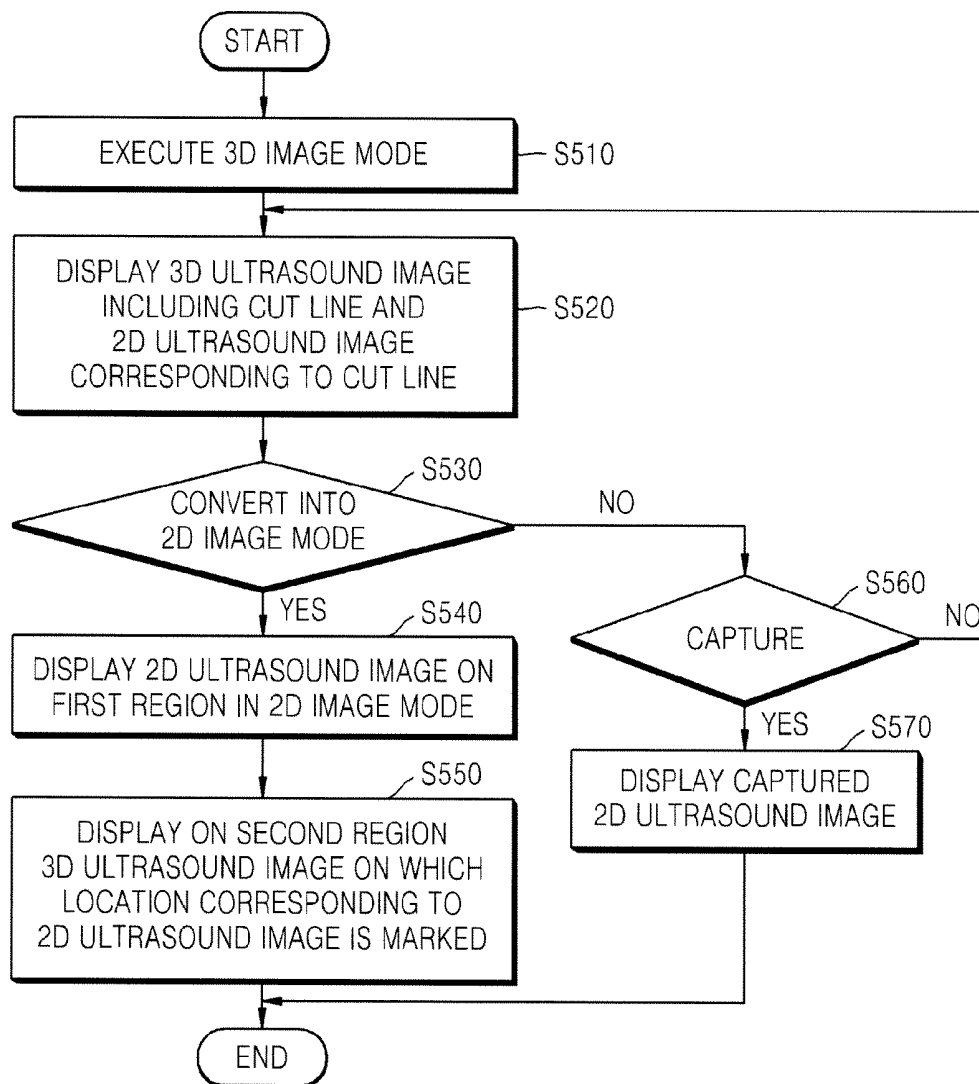 START
EXECUTE 3D IMAGE MODE
S510
DISPLAY 3D ULTRASOUND IMAGE
INCLUDING CUT LINE AND
2D ULTRASOUND IMAGE
CORRESPONDING TO CUT LINE
S520
S530
CONVERT INTO
2D IMAGE MODE
NO
YES
S540
DISPLAY 2D ULTRASOUND IMAGE ON
FIRST REGION IN 2D IMAGE MODE
S550
DISPLAY ON SECOND REGION
3D ULTRASOUND IMAGE ON WHICH
LOCATION CORRESPONDING TO
2D ULTRASOUND IMAGE IS MARKED
S560
CAPTURE
NO
YES
S570
DISPLAY CAPTURED
2D ULTRASOUND IMAGE
END